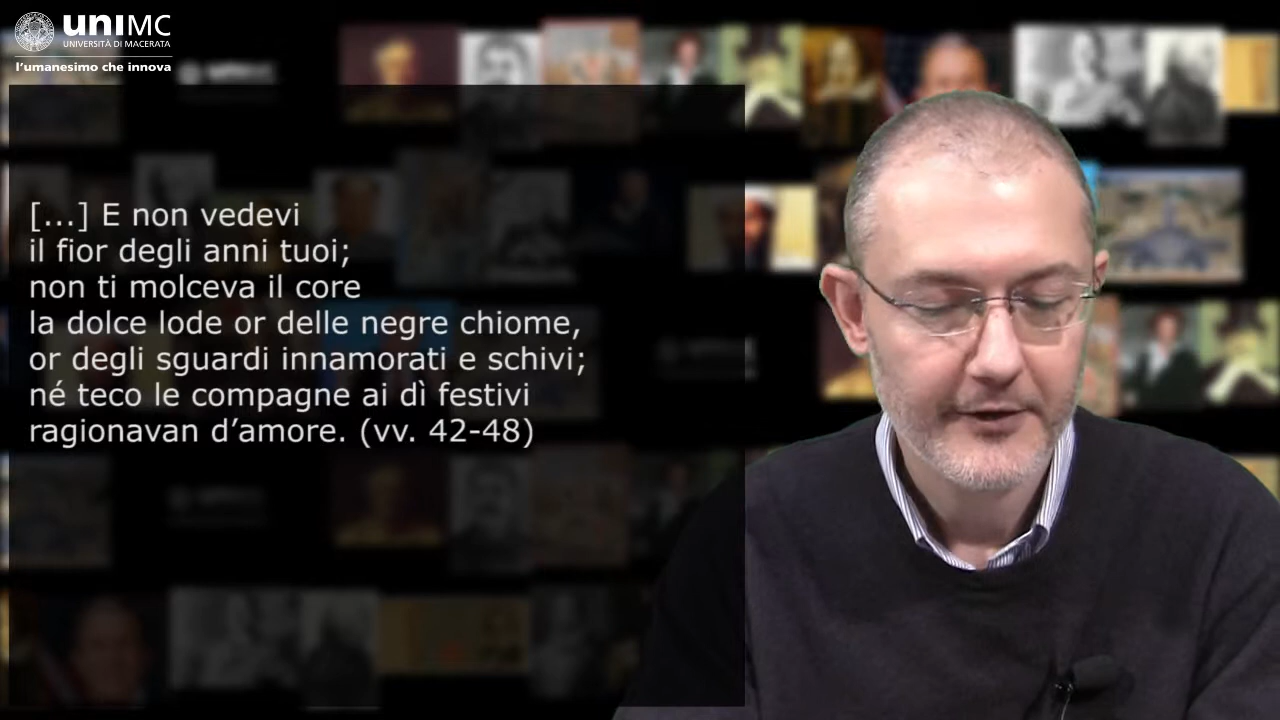 uniMC
UNIVERSITÀ DI MACERATA
l'umanesimo che innova
[...] E non vedevi
il fior degli anni tuoi;
non ti molceva il core
la dolce lode or delle negre chiome,
or degli sguardi innamorati e schivi;
né teco le compagne ai dì festivi
ragionavan d’amore. (vv. 42-48)